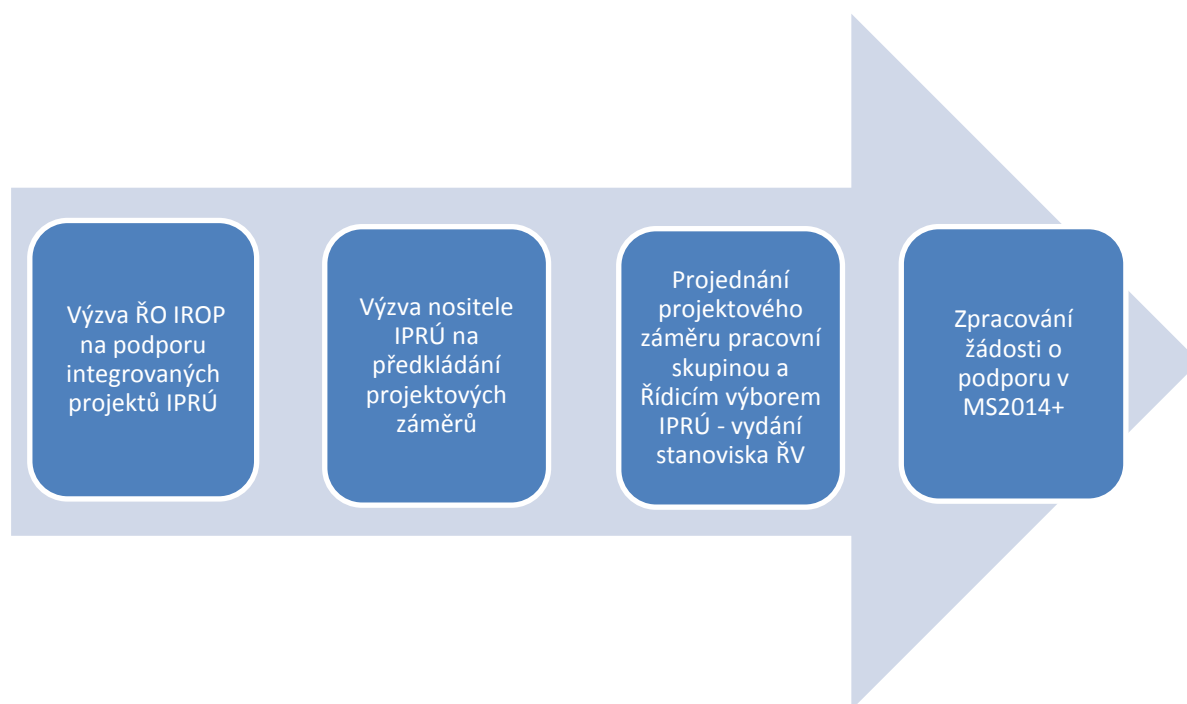 Výzva ŘO IROP
na podporu
integrovaných
projektů IPRÚ
Výzva nositele
IPRÚ na
předkládání
projektových
záměrů
Projednání
projektového
záměru pracovní
skupinou a
Řídicím výborem
IPRÚ - vydání
stanoviska ŘV
Zpracování
žádosti o
podporu v
MS2014+